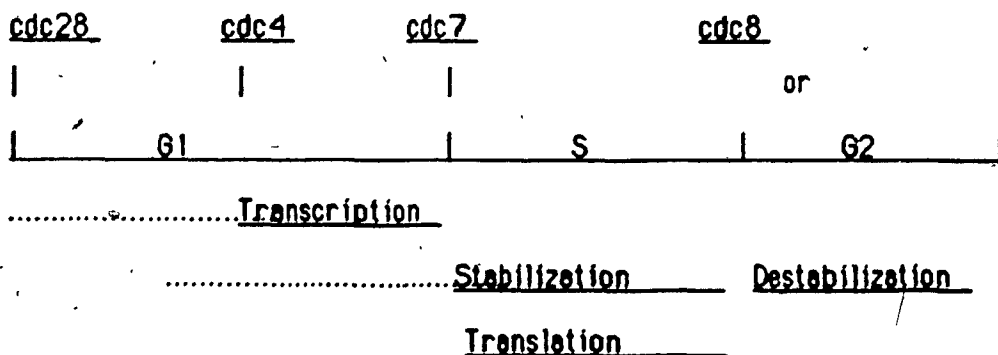 cdc28 cdc4 cdc7 cdc8
or
G1 S G2
Transcription
Stabilization Destabilization
Translation